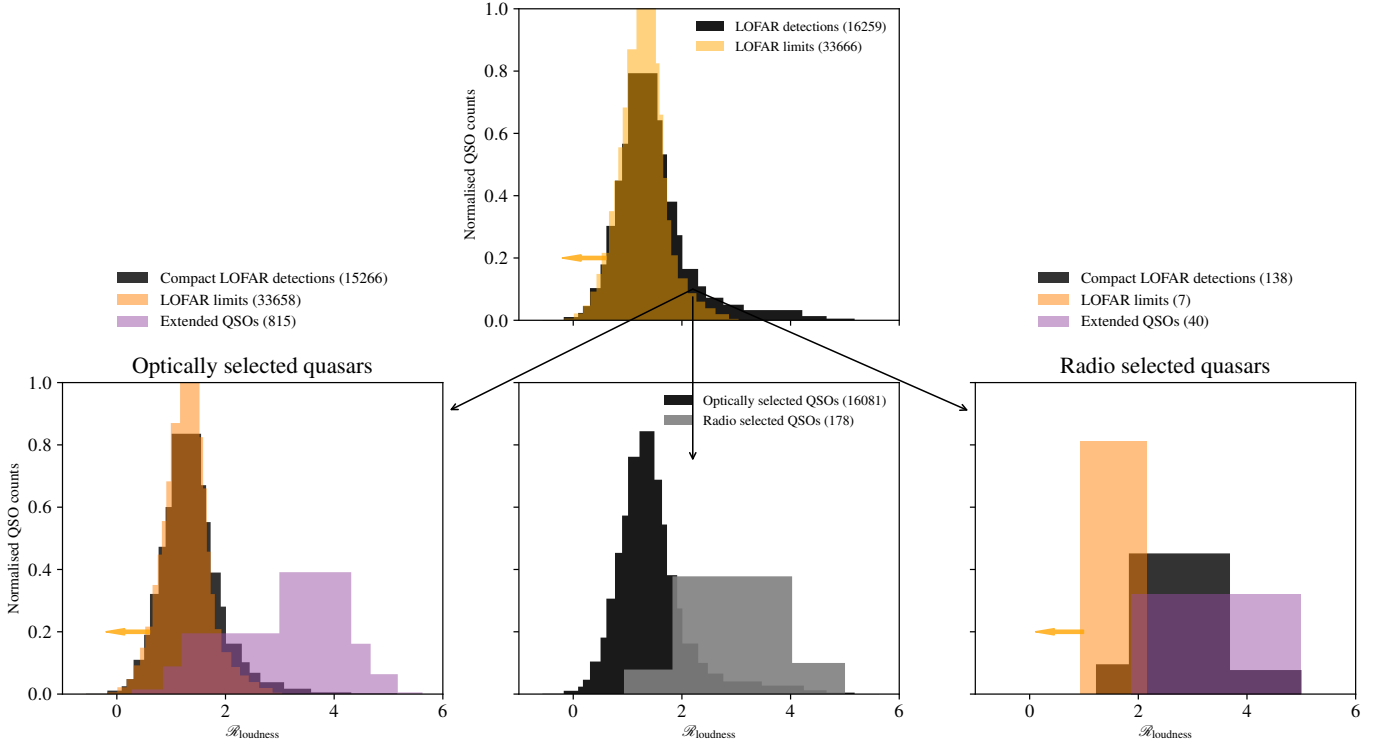 1.0
0.8
0.6
0.4
0.2
0.0
Normalised QSO counts
LOFAR detections (16259)
LOFAR limits (33666)
0
2
4
6
Compact LOFAR detections (15266)
LOFAR limits (33658)
Extended QSOs (815)
Compact LOFAR detections (138)
LOFAR limits (7)
Extended QSOs (40)
Optically selected quasars
1.0
0.8
0.6
0.4
0.2
0.0
Normalised QSO counts
0
2
4
6
ℛloudness
Optically selected QSOs (16081)
Radio selected QSOs (178)
0
2
4
6
ℛloudness
Radio selected quasars
0
2
4
6
ℛloudness